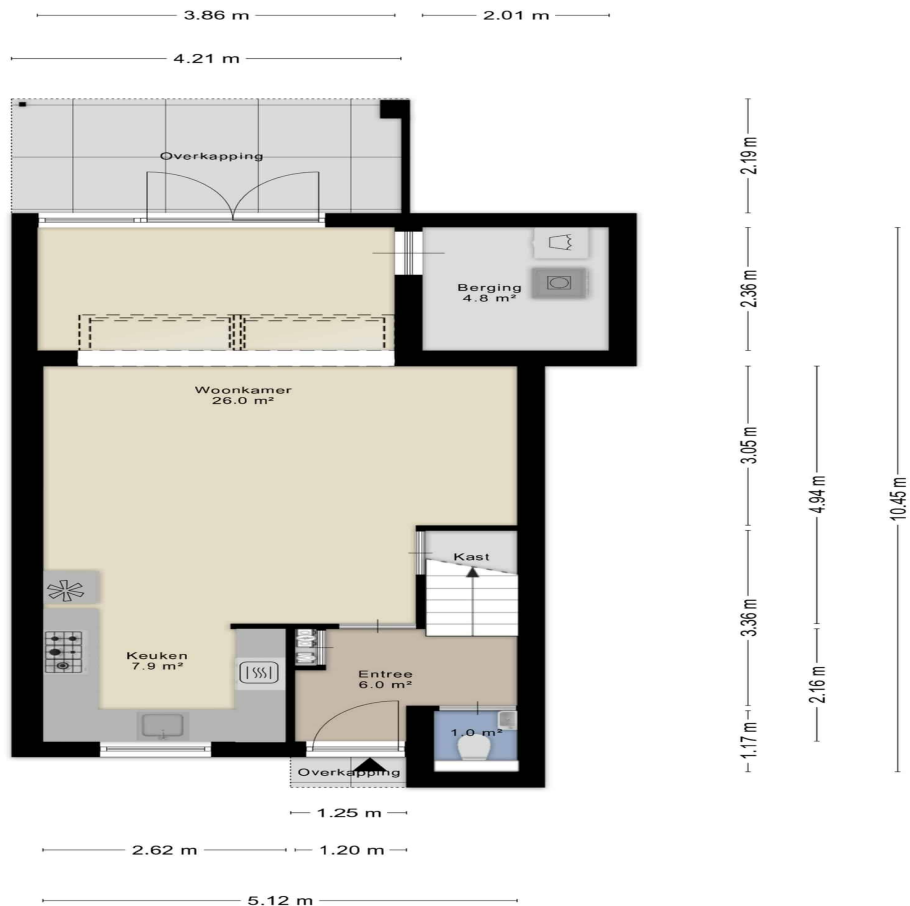 3.86 m
2.01 m
4.21 m
Overkapping
2.19 m
Berging
4.8 m²
2.36 m
Woonkamer
26.0 m²
3.05 m
4.94 m
10.45 m
Kast
Keuken
7.9 m²
Entree
6.0 m²
3.36 m
2.16 m
1.0 m²
1.17 m
Overkapping
1.25 m
2.62 m
1.20 m
5.12 m